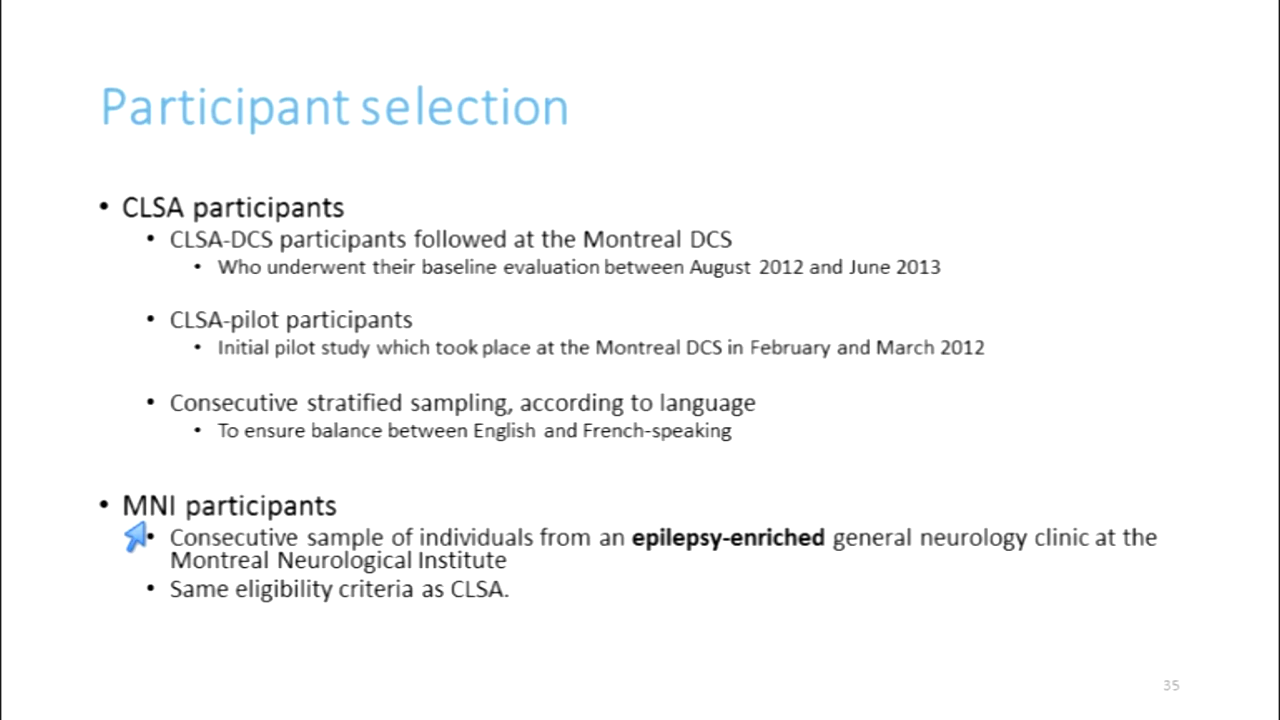 Participant selection
• CLSA participants
• CLSA-DCS participants followed at the Montreal DCS
• Who underwent their baseline evaluation between August 2012 and June 2013
• CLSA-pilot participants
• Initial pilot study which took place at the Montreal DCS in February and March 2012
• Consecutive stratified sampling, according to language
• To ensure balance between English and French-speaking
• MNI participants
• Consecutive sample of individuals from an epilepsy-enriched general neurology clinic at the
Montreal Neurological Institute
• Same eligibility criteria as CLSA.
35